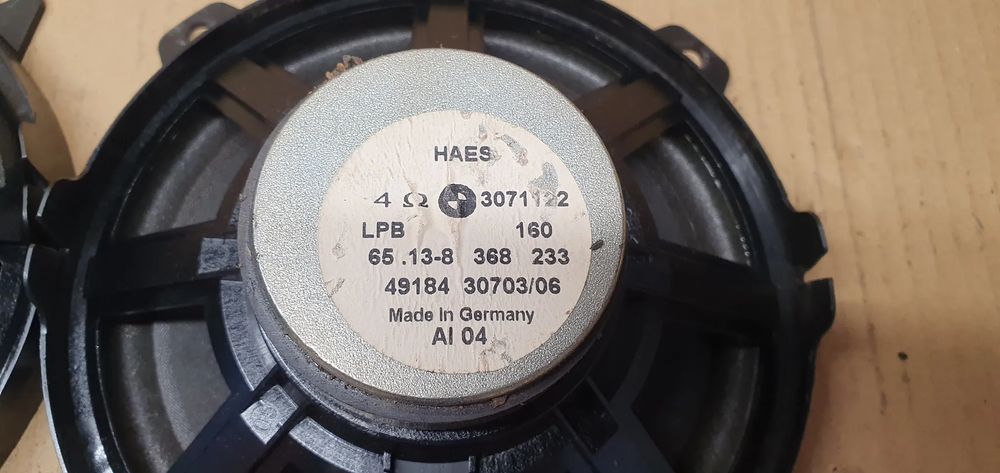 HAES
4 Ω 3071122
LPB 160
65 .13-8 368 233
49184 30703/06
Made In Germany
AI 04